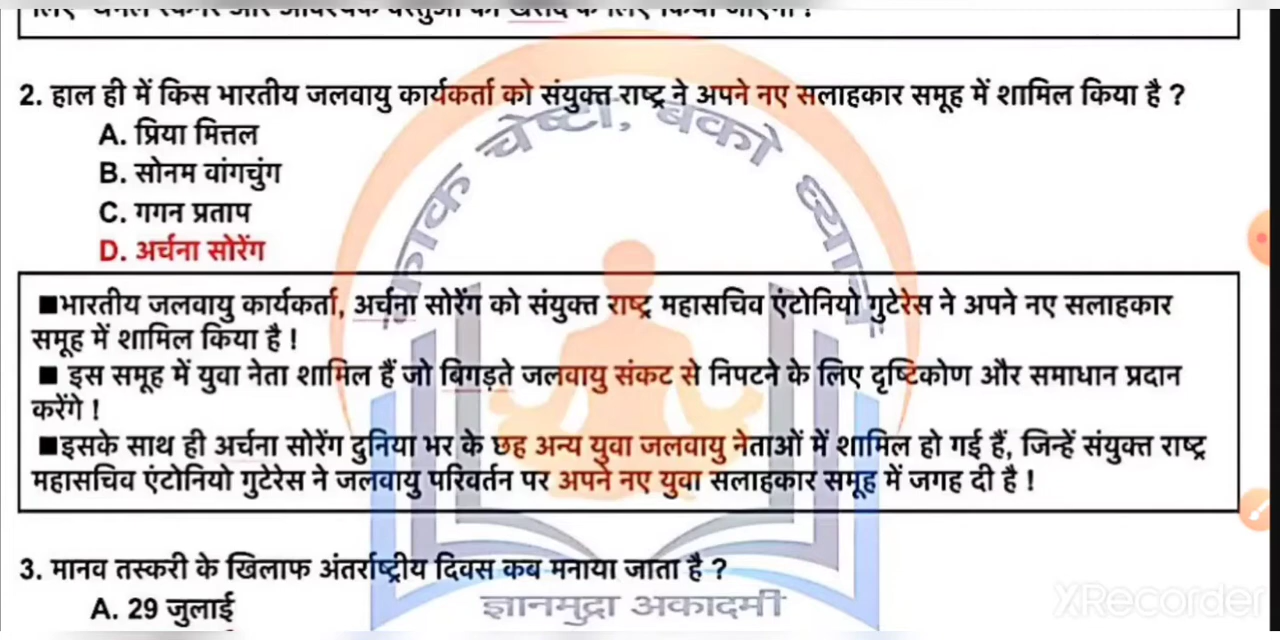 2. हाल ही में किस भारतीय जलवायु कार्यकर्ता को संयुक्त राष्ट्र ने अपने नए सलाहकार समूह में शामिल किया है ?
A. प्रिया मित्तल
B. सोनम वांगचुंग
C. गगन प्रताप
D. अर्चना सोरेंग
काक चेष्टा, बको ध्यानं
■भारतीय जलवायु कार्यकर्ता, अर्चना सोरेंग को संयुक्त राष्ट्र महासचिव एंटोनियो गुटेरेस ने अपने नए सलाहकार
समूह में शामिल किया है !
■ इस समूह में युवा नेता शामिल हैं जो बिगड़ते जलवायु संकट से निपटने के लिए दृष्टिकोण और समाधान प्रदान
करेंगे !
■इसके साथ ही अर्चना सोरेंग दुनिया भर के छह अन्य युवा जलवायु नेताओं में शामिल हो गई हैं, जिन्हें संयुक्त राष्ट्र
महासचिव एंटोनियो गुटेरेस ने जलवायु परिवर्तन पर अपने नए युवा सलाहकार समूह में जगह दी है !
3. मानव तस्करी के खिलाफ अंतर्राष्ट्रीय दिवस कब मनाया जाता है ?
A. 29 जुलाई
ज्ञानमुद्रा अकादमी
XRecorder